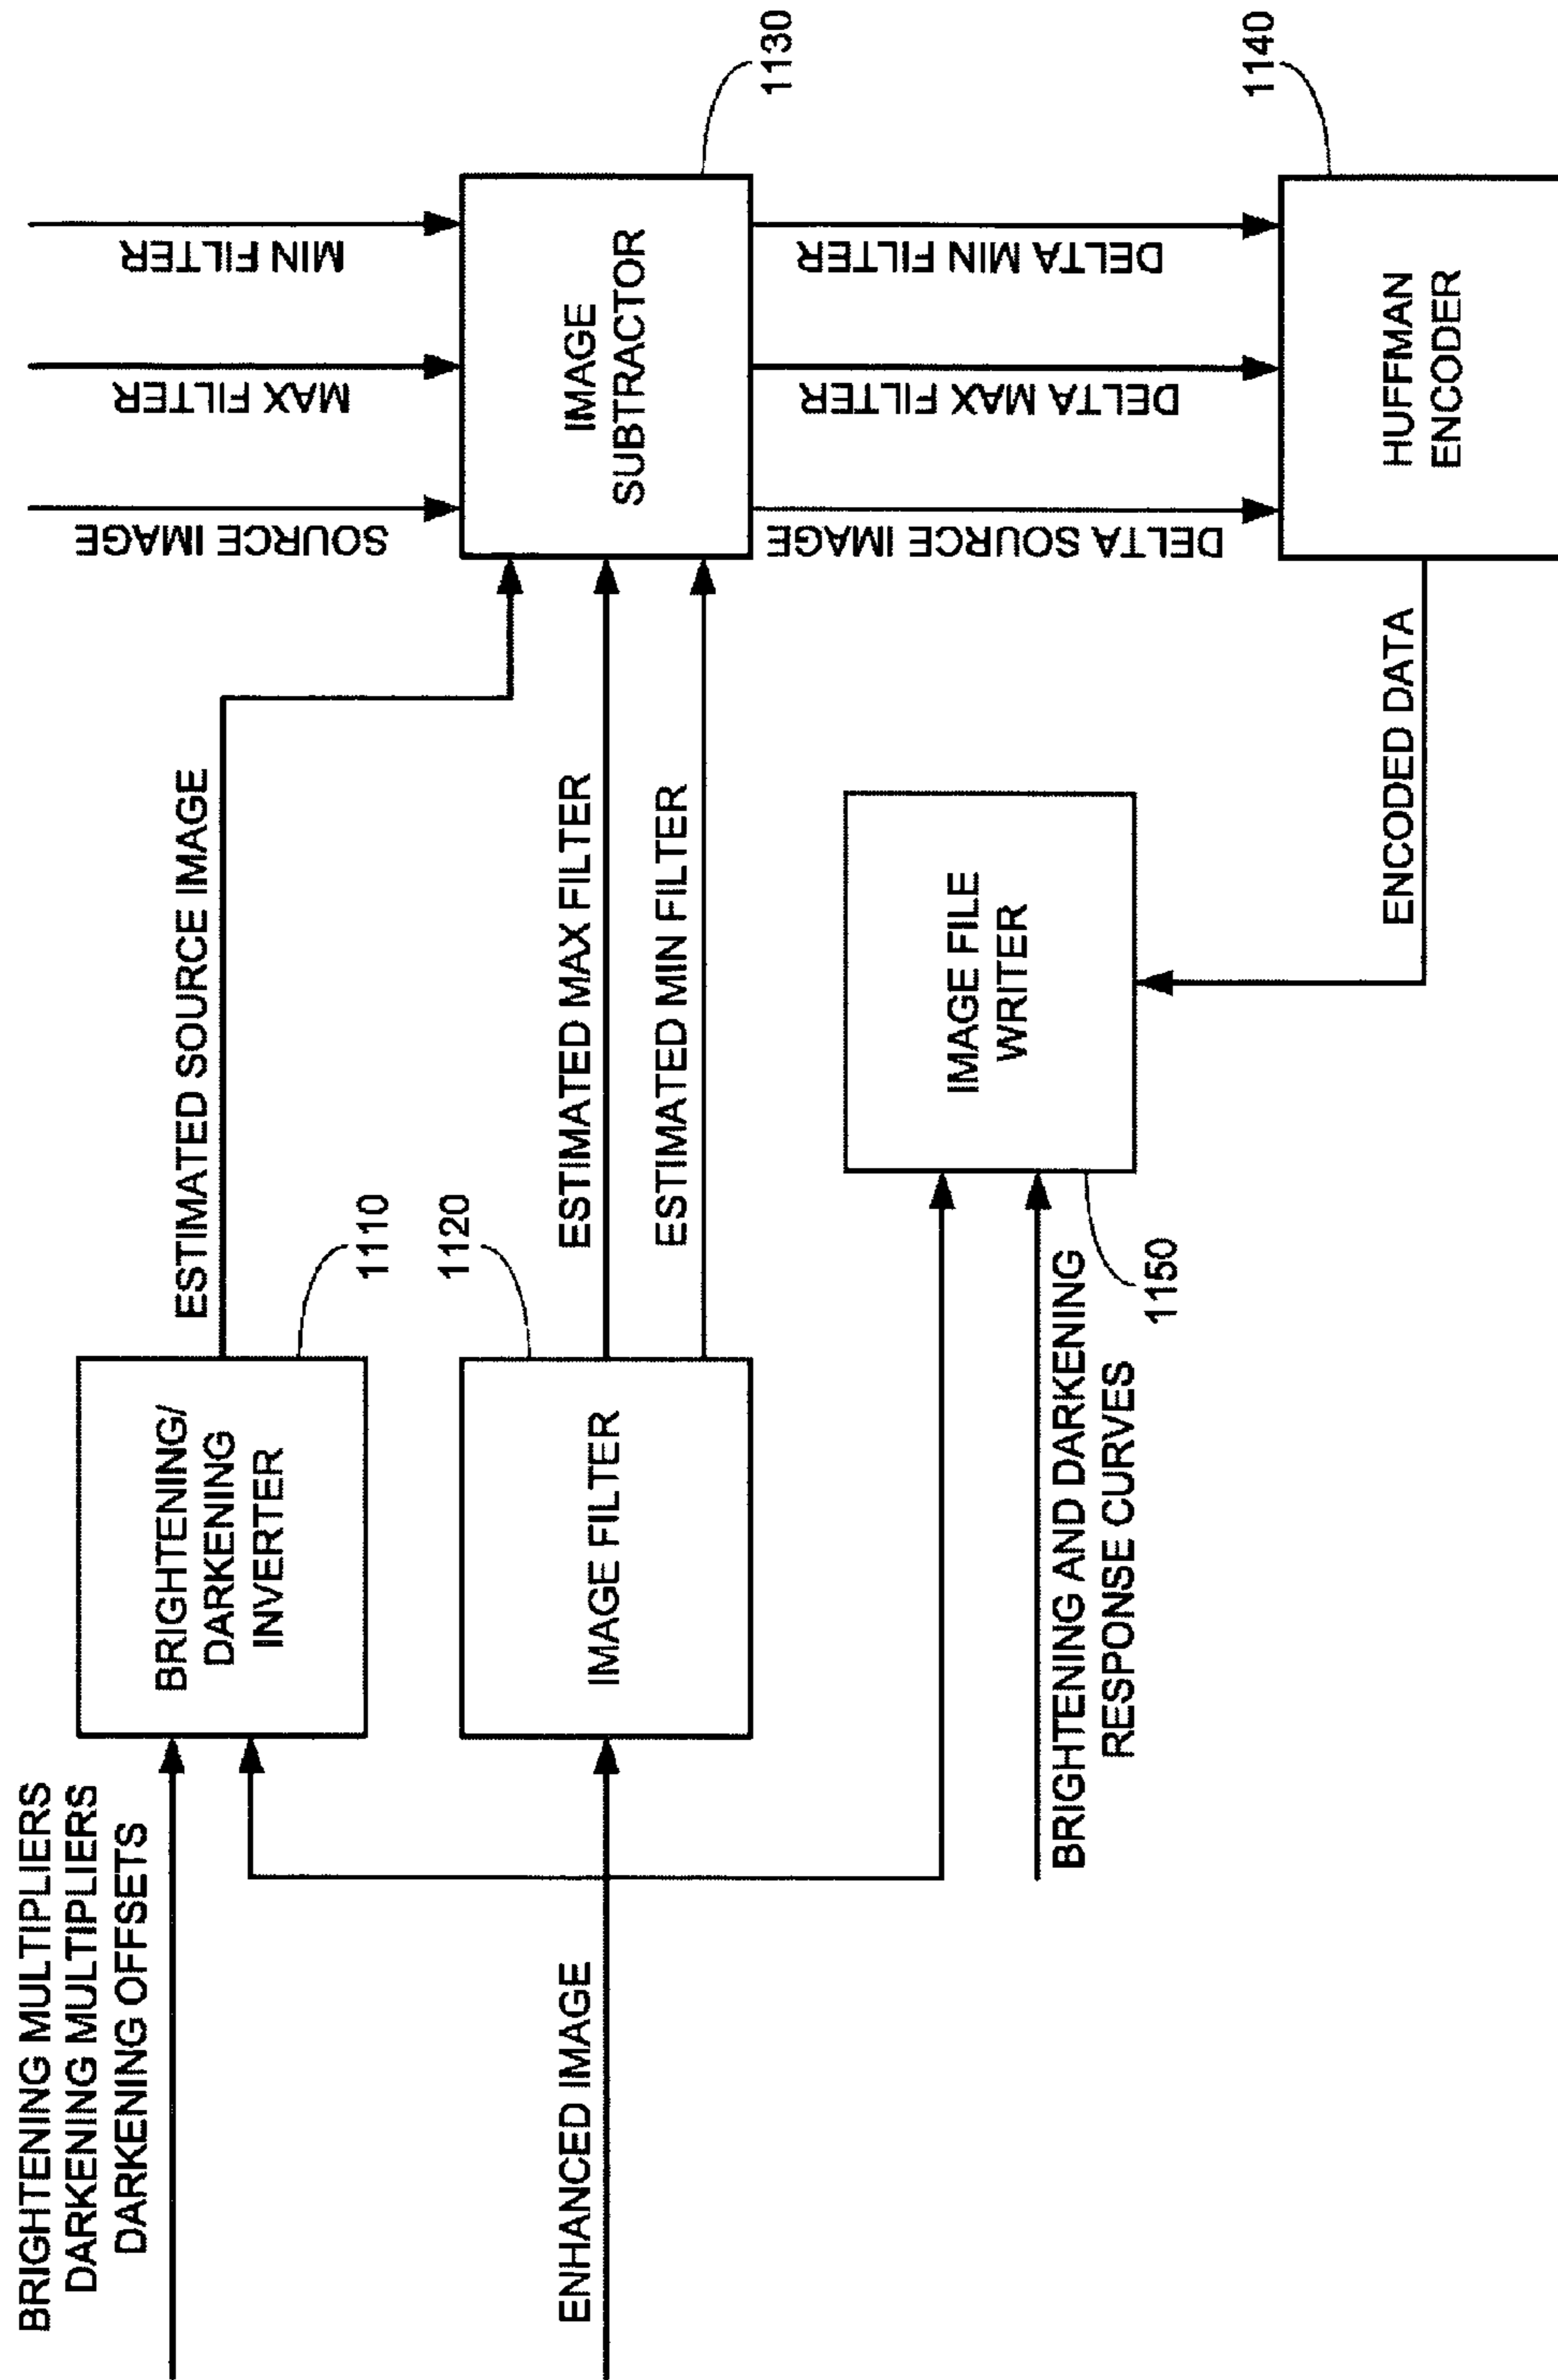 BRIGHTENING MULTIPLIERS
DARKENING MULTIPLIERS
DARKENING OFFSETS
BRIGHTENING/
DARKENING
INVERTER
1110
ESTIMATED SOURCE IMAGE
SOURCE IMAGE
MAX FILTER
MIN FILTER
ENHANCED IMAGE
IMAGE FILTER
1120
ESTIMATED MAX FILTER
ESTIMATED MIN FILTER
IMAGE
SUBTRACTOR
1130
BRIGHTENING AND DARKENING
RESPONSE CURVES
1150
IMAGE FILE
WRITER
DELTA SOURCE IMAGE
DELTA MAX FILTER
DELTA MIN FILTER
ENCODED DATA
HUFFMAN
ENCODER
1140